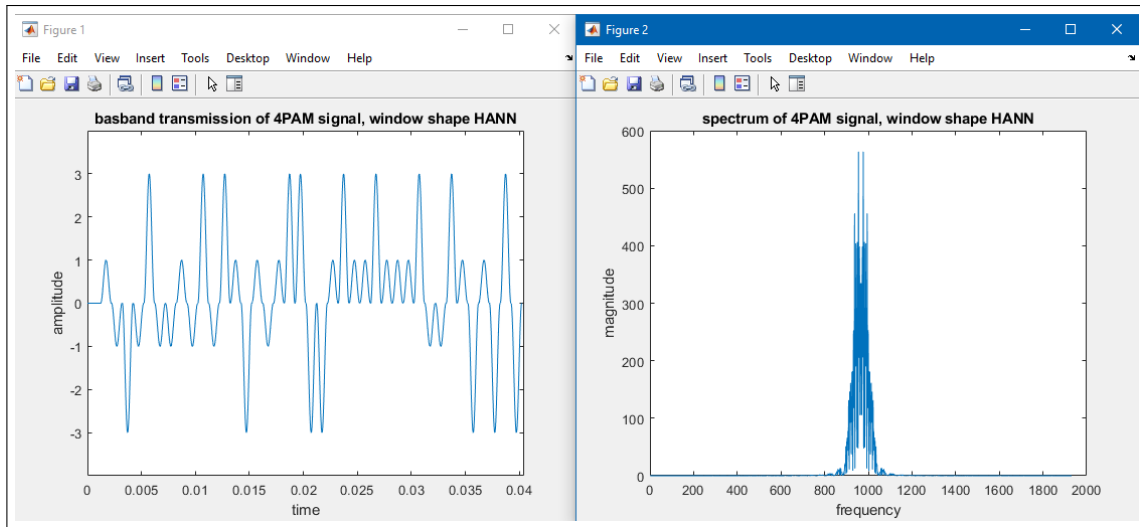 Figure 1
File Edit View Insert Tools Desktop Window Help
basband transmission of 4PAM signal, window shape HANN
3
2
1
0
-1
-2
-3
amplitude
0 0.005 0.01 0.015 0.02 0.025 0.03 0.035 0.04
time
Figure 2
File Edit View Insert Tools Desktop Window Help
spectrum of 4PAM signal, window shape HANN
600
500
400
300
200
100
0
magnitude
0 200 400 600 800 1000 1200 1400 1600 1800 2000
frequency